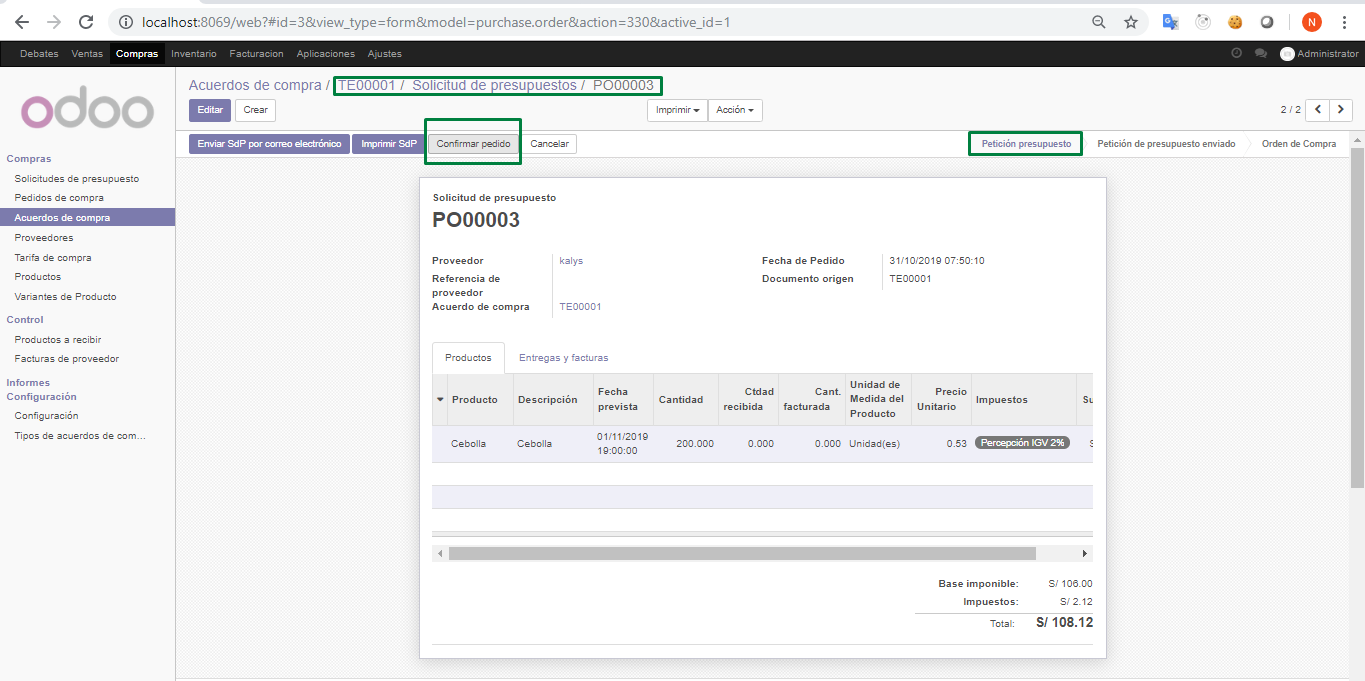 localhost:8069/web?#id=3&view_type=form&model=purchase.order&action=330&active_id=1
N
Debates Ventas Compras Inventario Facturacion Aplicaciones Ajustes Administrator
odoo
Acuerdos de compra / TE00001 / Solicitud de presupuestos / PO00003
Editar Crear Imprimir Acción 2 / 2
Enviar SdP por correo electrónico Imprimir SdP Confirmar pedido Cancelar Petición presupuesto Petición de presupuesto enviado Orden de Compra
Compras
Solicitudes de presupuesto
Pedidos de compra
Acuerdos de compra
Proveedores
Tarifa de compra
Productos
Variantes de Producto
Control
Productos a recibir
Facturas de proveedor
Informes
Configuración
Configuración
Tipos de acuerdos de com...
Solicitud de presupuesto
PO00003
Proveedor kalys
Referencia de
proveedor
Acuerdo de compra TE00001
Fecha de Pedido 31/10/2019 07:50:10
Documento origen TE00001
Productos Entregas y facturas
Producto Descripción Fecha prevista Cantidad Ctdad recibida Cant. facturada Unidad de Medida del Producto Precio Unitario Impuestos Su
Cebolla Cebolla 01/11/2019 19:00:00 200.000 0.000 0.000 Unidad(es) 0.53 Percepción IGV 2% S
Base imponible: S/ 106.00
Impuestos: S/ 2.12
Total: S/ 108.12